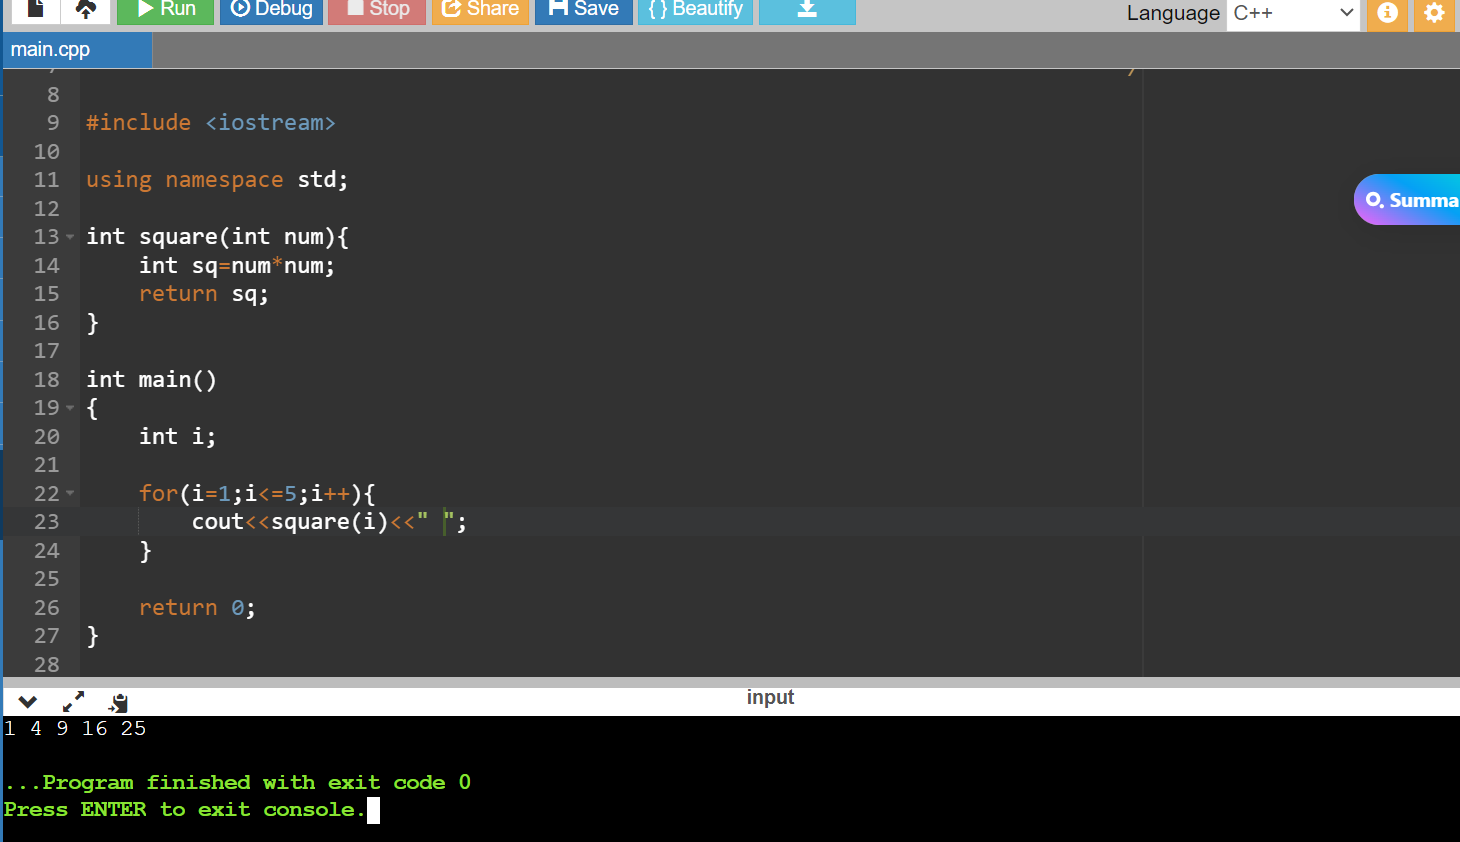 Run Debug Stop Share Save { } Beautify Language C++
main.cpp
8
9 #include <iostream>
10
11 using namespace std;
12
13 int square(int num){
14     int sq=num*num;
15     return sq;
16 }
17
18 int main()
19 {
20     int i;
21
22     for(i=1;i<=5;i++){
23         cout<<square(i)<<" ";
24     }
25
26     return 0;
27 }
28
Summa
input
1 4 9 16 25
...Program finished with exit code 0
Press ENTER to exit console.